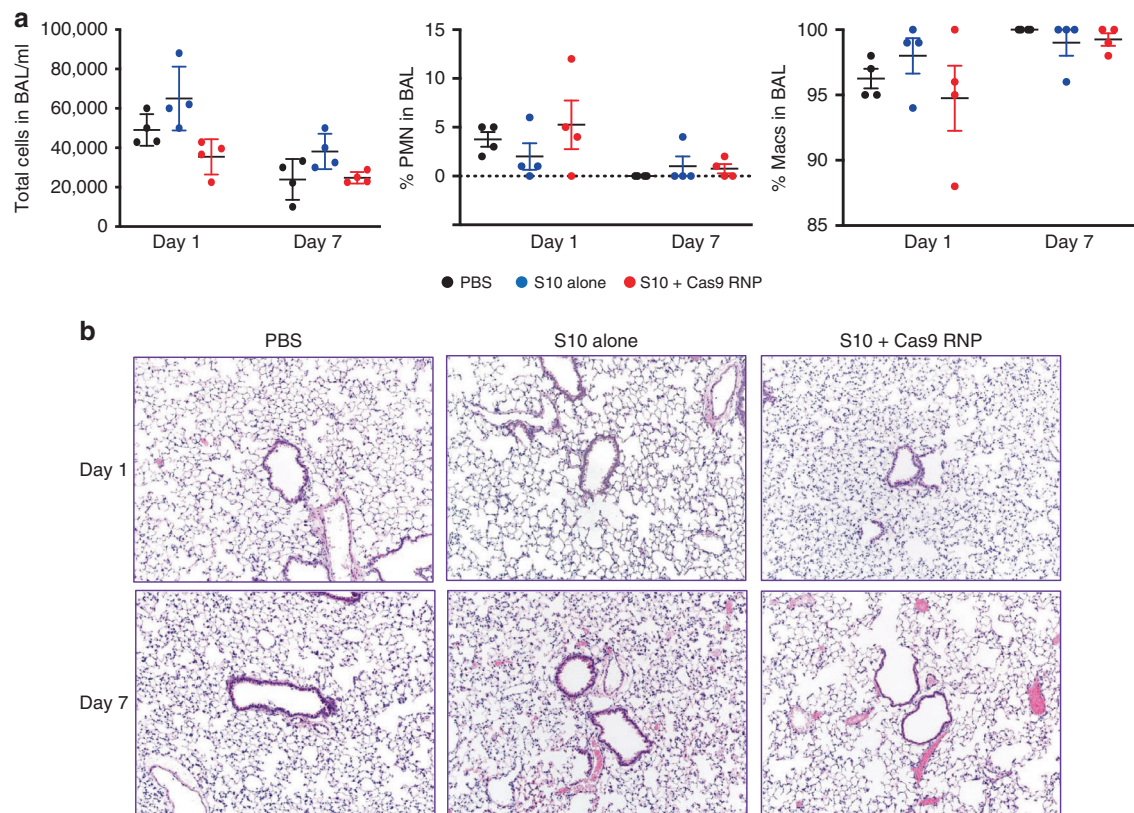 a
Total cells in BAL/ml
100,000
80,000
60,000
40,000
20,000
0
Day 1 Day 7
% PMN in BAL
15
10
5
0
Day 1 Day 7
% Macs in BAL
100
95
90
85
Day 1 Day 7
PBS S10 alone S10 + Cas9 RNP
b
PBS S10 alone S10 + Cas9 RNP
Day 1
Day 7